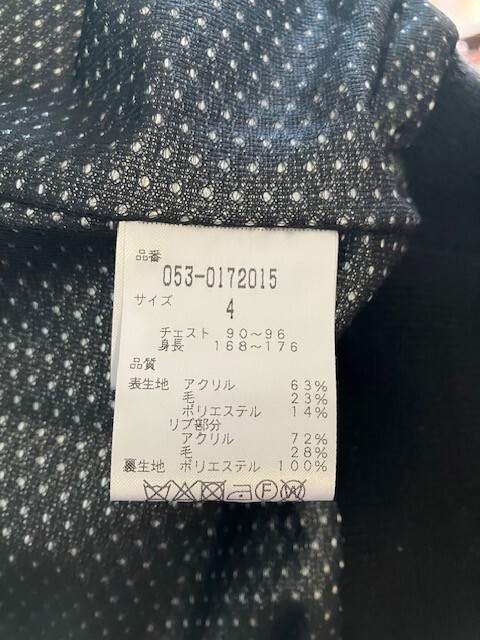 品番
053-0172015
サイズ
4
チェスト 90～96
身長 168～176
品質
表生地 アクリル 63%
毛 23%
ポリエステル 14%
リブ部分
アクリル 72%
毛 28%
裏生地 ポリエステル 100%
F W